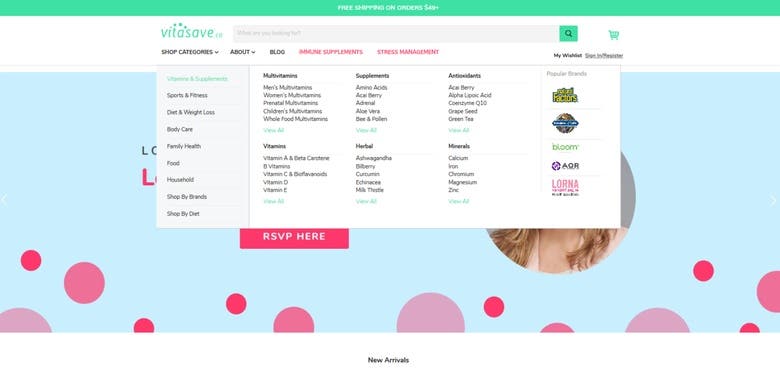 FREE SHIPPING ON ORDERS $49+
vitasave.ca
What are you looking for?
SHOP CATEGORIES
ABOUT
BLOG
IMMUNE SUPPLEMENTS
STRESS MANAGEMENT
My Wishlist
Sign In/Register
Vitamins & Supplements
Sports & Fitness
Diet & Weight Loss
Body Care
Family Health
Food
Household
Shop By Brands
Shop By Diet
Multivitamins
Men's Multivitamins
Women's Multivitamins
Prenatal Multivitamins
Children's Multivitamins
Whole Food Multivitamins
View All
Supplements
Amino Acids
Acai Berry
Adrenal
Aloe Vera
Bee & Pollen
View All
Antioxidants
Acai Berry
Alpha Lipoic Acid
Coenzyme Q10
Grape Seed
Green Tea
View All
Vitamins
Vitamin A & Beta Carotene
B Vitamins
Vitamin C & Bioflavonoids
Vitamin D
Vitamin E
View All
Herbal
Ashwagandha
Bilberry
Curcumin
Echinacea
Milk Thistle
View All
Minerals
Calcium
Iron
Chromium
Magnesium
Zinc
View All
Popular Brands
natural
Factors
bloom
AOR
LORNA
L O
Lo
RSVP HERE
New Arrivals